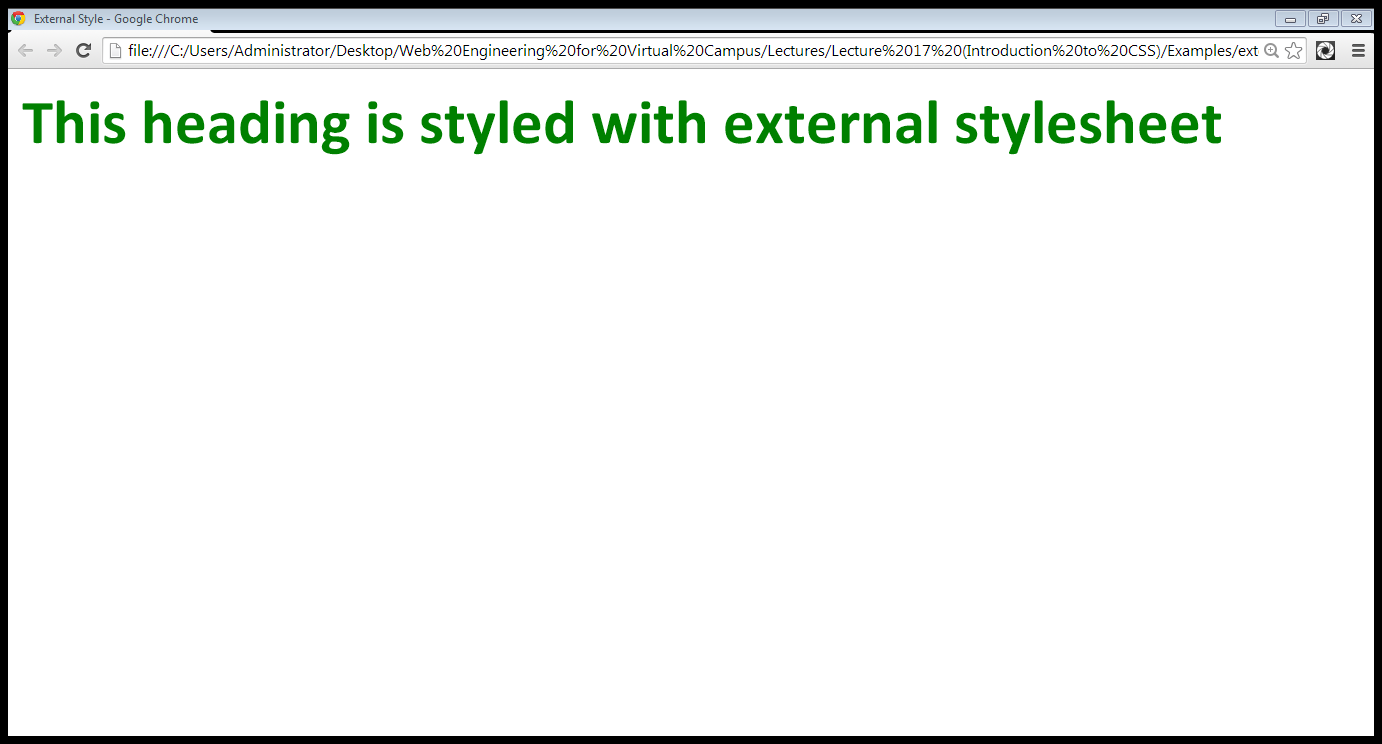 External Style - Google Chrome
file:///C:/Users/Administrator/Desktop/Web%20Engineering%20for%20Virtual%20Campus/Lectures/Lecture%2017%20(Introduction%20to%20CSS)/Examples/ext
This heading is styled with external stylesheet